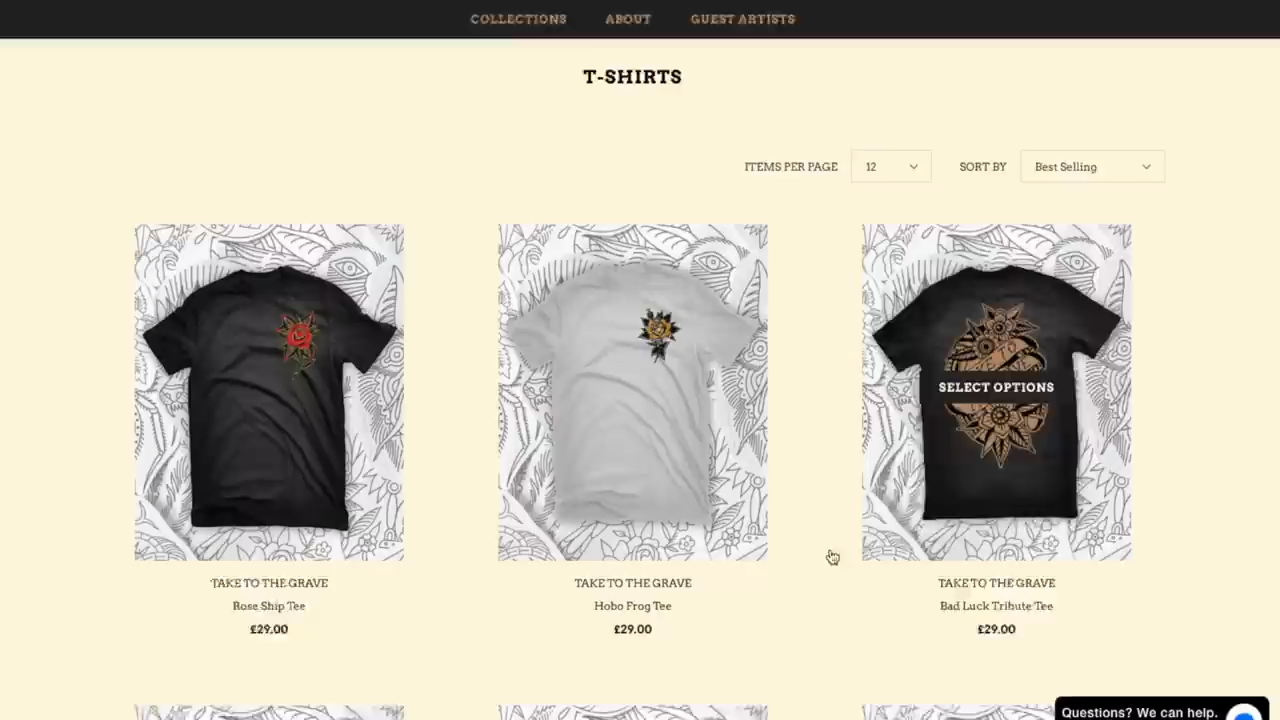 COLLECTIONS ABOUT GUEST ARTISTS
T-SHIRTS
ITEMS PER PAGE 12 SORT BY Best Selling
SELECT OPTIONS
TAKE TO THE GRAVE TAKE TO THE GRAVE TAKE TO THE GRAVE
Rose Ship Tee Hobo Frog Tee Bad Luck Tribute Tee
£29.00 £29.00 £29.00
Questions? We can help.